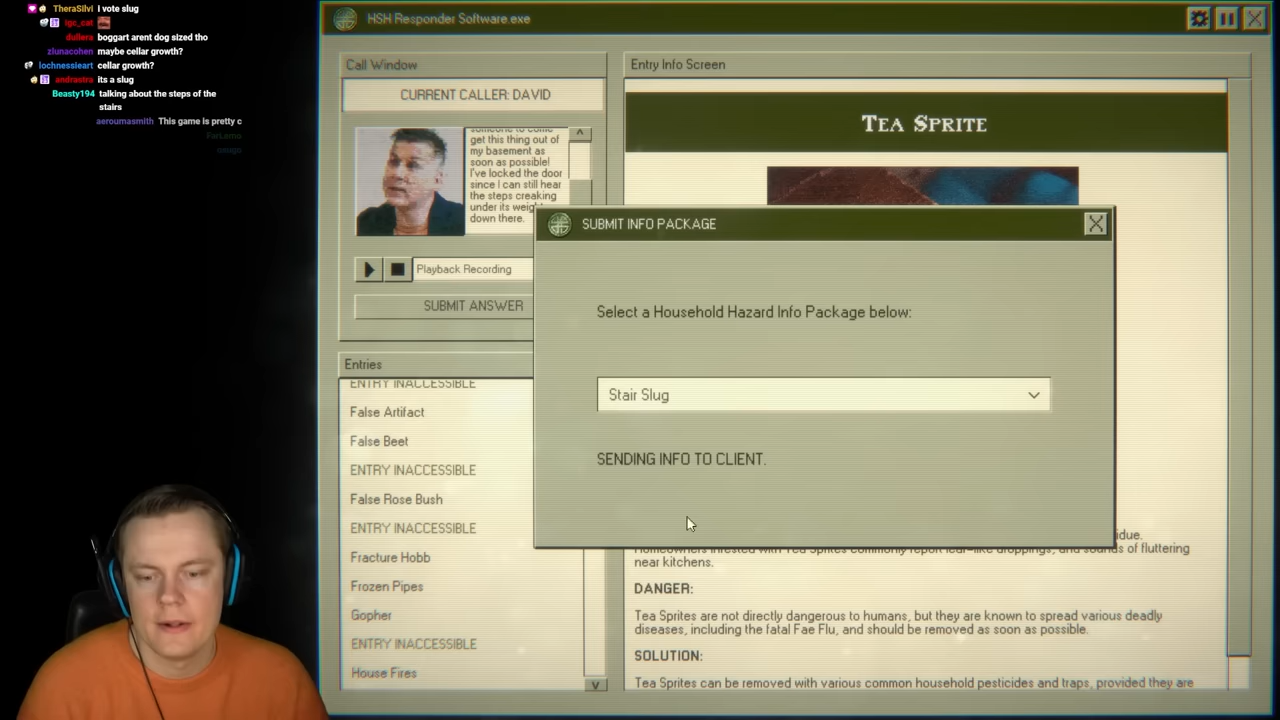 TheraSilvi I vote slug
lgc_cat
dullera boggart arent dog sized tho
zlunacohen maybe cellar growth?
lochnessieart cellar growth?
andrastra its a slug
Beasty194 talking about the steps of the
stairs
aeroumasmith This game is pretty c
HSH Responder Software.exe
Call Window
CURRENT CALLER: DAVID
someone to come
get this thing out of
my basement as
soon as possible!
I've locked the door
since I can still hear
the steps creaking
under its weight
down there.
Playback Recording
SUBMIT ANSWER
Entries
ENTRY INACCESSIBLE
False Artifact
False Beet
ENTRY INACCESSIBLE
False Rose Bush
ENTRY INACCESSIBLE
Fracture Hobb
Frozen Pipes
Gopher
ENTRY INACCESSIBLE
House Fires
Entry Info Screen
TEA SPRITE
SUBMIT INFO PACKAGE
Select a Household Hazard Info Package below:
Stair Slug
SENDING INFO TO CLIENT.
idue.
Homeowners infested with Tea Sprites commonly report leaf-like droppings, and sounds of fluttering
near kitchens.
DANGER:
Tea Sprites are not directly dangerous to humans, but they are known to spread various deadly
diseases, including the fatal Fae Flu, and should be removed as soon as possible.
SOLUTION:
Tea Sprites can be removed with various common household pesticides and traps, provided they are